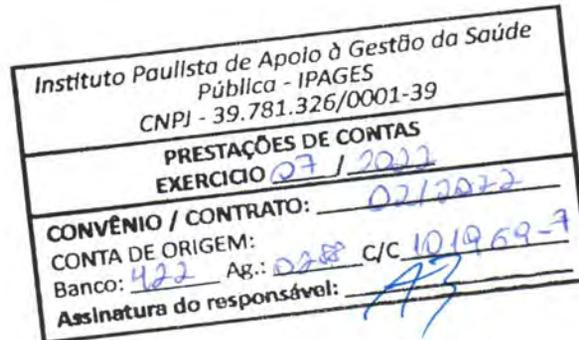 Instituto Paulista de Apoio à Gestão da Saúde
Pública - IPAGES
CNPJ - 39.781.326/0001-39
PRESTAÇÕES DE CONTAS
EXERCICIO 07 / 2022
CONVÊNIO / CONTRATO: 02/2022
CONTA DE ORIGEM:
Banco: 422 Ag.: 0288 C/C 101969-7
Assinatura do responsável: